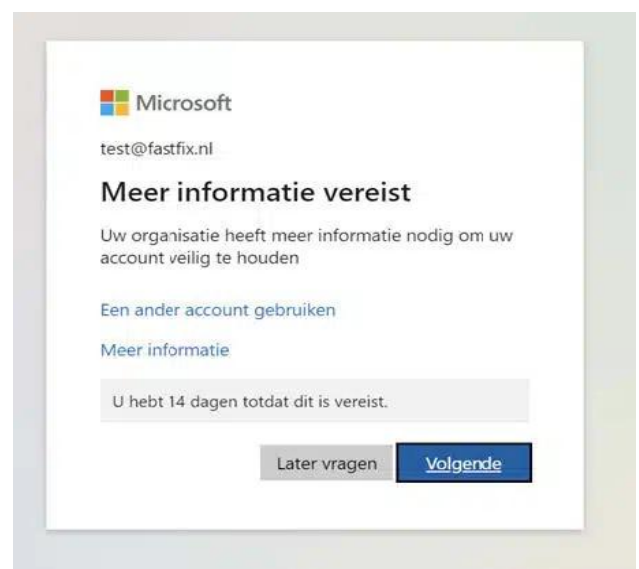 Microsoft
test@fastfix.nl
Meer informatie vereist
Uw organisatie heeft meer informatie nodig om uw
account veilig te houden
Een ander account gebruiken
Meer informatie
U hebt 14 dagen totdat dit is vereist.
Later vragen Volgende